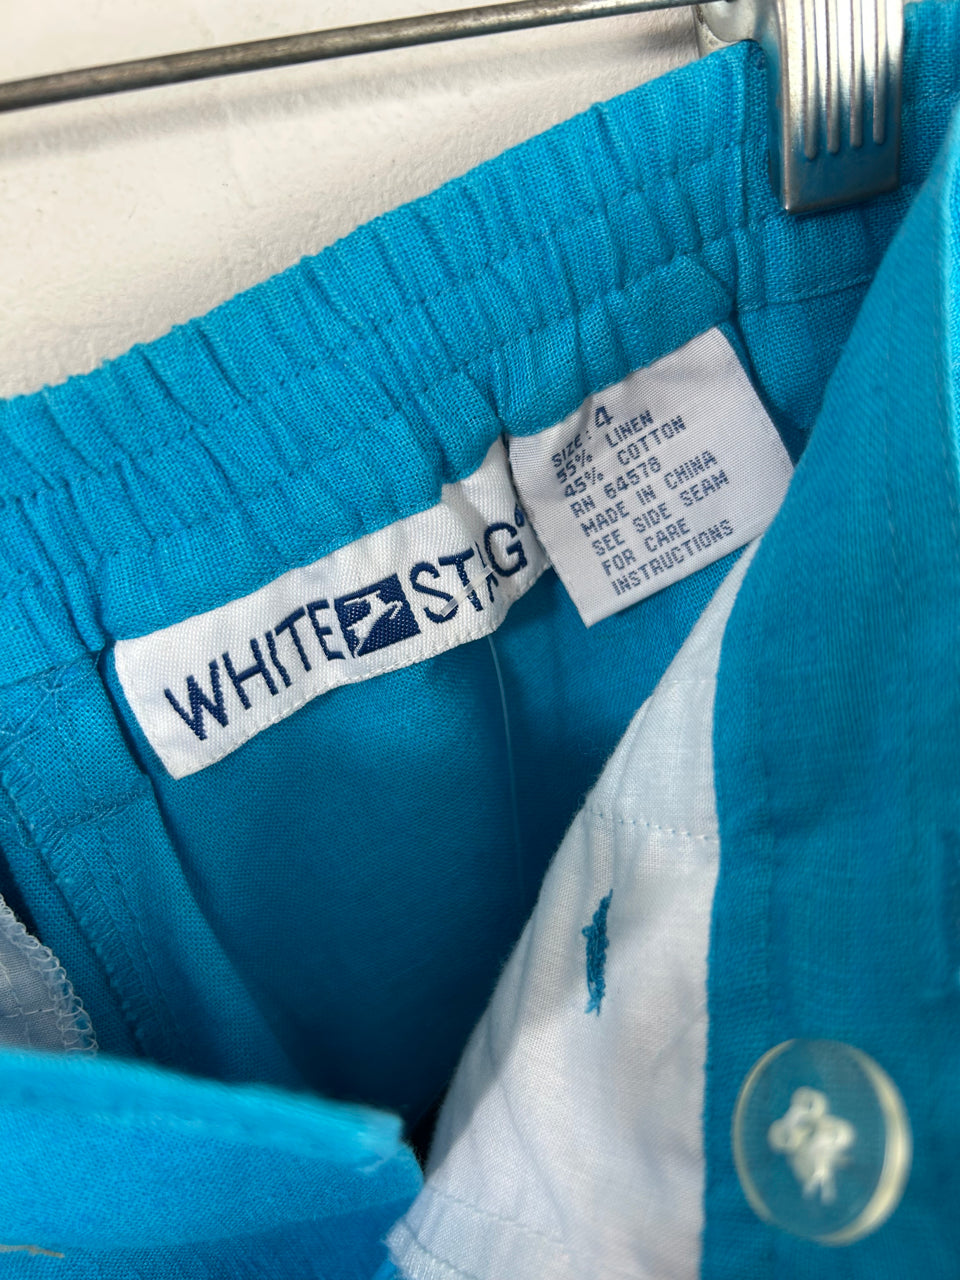 WHITE STAG®
SIZE: 4
55% LINEN
45% COTTON
RN 64578
MADE IN CHINA
SEE SIDE SEAM
FOR CARE
INSTRUCTIONS